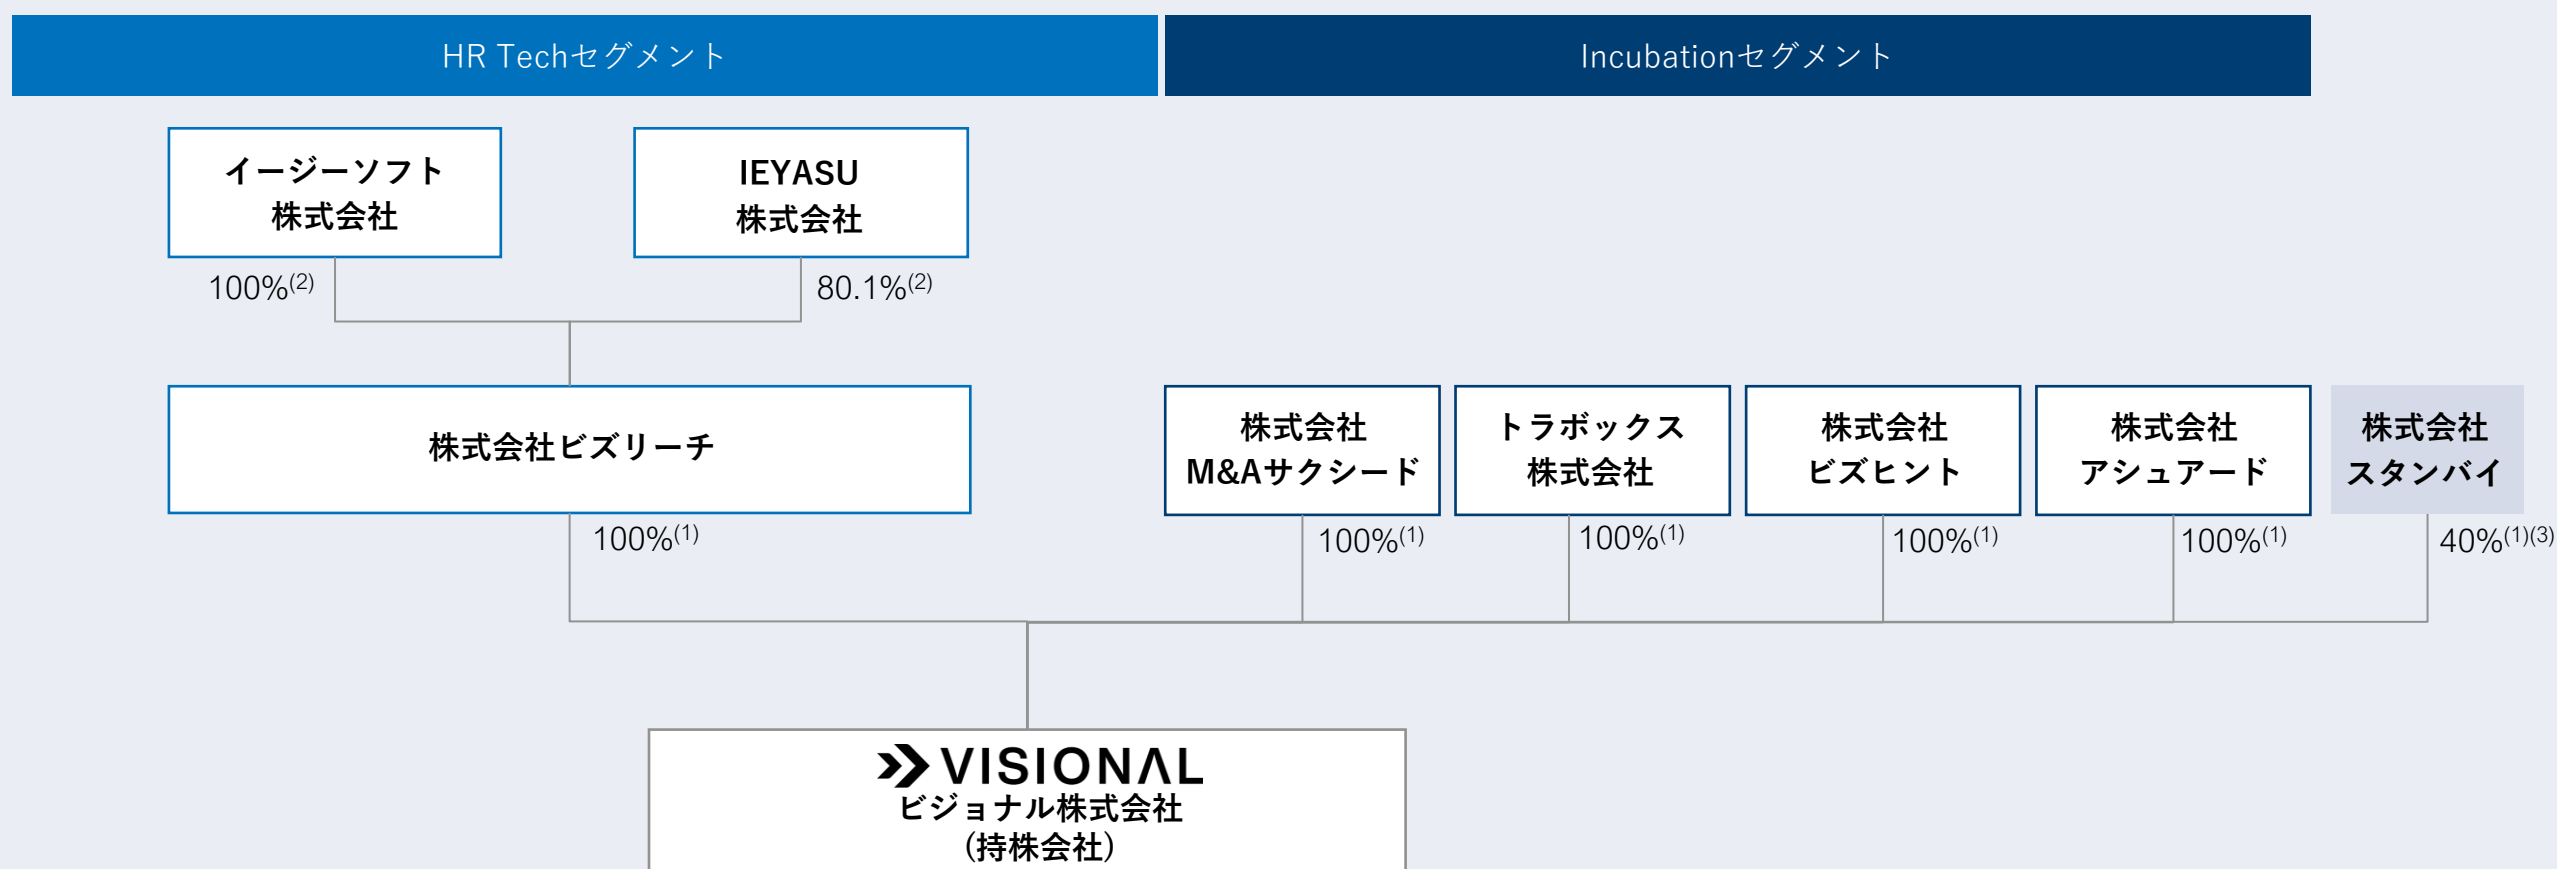 HR Techセグメント
Incubationセグメント
イージーソフト
株式会社
IEYASU
株式会社
100%(2)
80.1%(2)
株式会社ビズリーチ
株式会社
M&Aサクシード
トラボックス
株式会社
株式会社
ビズヒント
株式会社
アシュアード
株式会社
スタンバイ
100%(1)
100%(1)
100%(1)
100%(1)
100%(1)
40%(1)(3)
VISIONAL
ビジョナル株式会社
(持株会社)